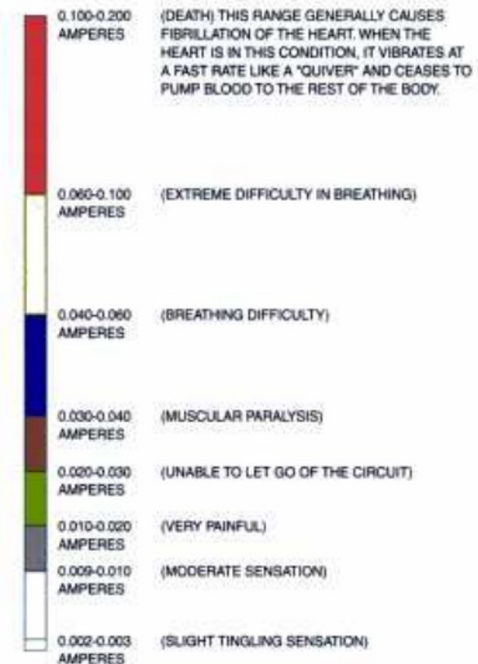 0.100-0.200 (DEATH) THIS RANGE GENERALLY CAUSES
AMPERES FIBRILLATION OF THE HEART. WHEN THE
HEART IS IN THIS CONDITION, IT VIBRATES AT
A FAST RATE LIKE A "QUIVER" AND CEASES TO
PUMP BLOOD TO THE REST OF THE BODY.
0.060-0.100 (EXTREME DIFFICULTY IN BREATHING)
AMPERES
0.040-0.060 (BREATHING DIFFICULTY)
AMPERES
0.030-0.040 (MUSCULAR PARALYSIS)
AMPERES
0.020-0.030 (UNABLE TO LET GO OF THE CIRCUIT)
AMPERES
0.010-0.020 (VERY PAINFUL)
AMPERES
0.009-0.010 (MODERATE SENSATION)
AMPERES
0.002-0.003 (SLIGHT TINGLING SENSATION)
AMPERES